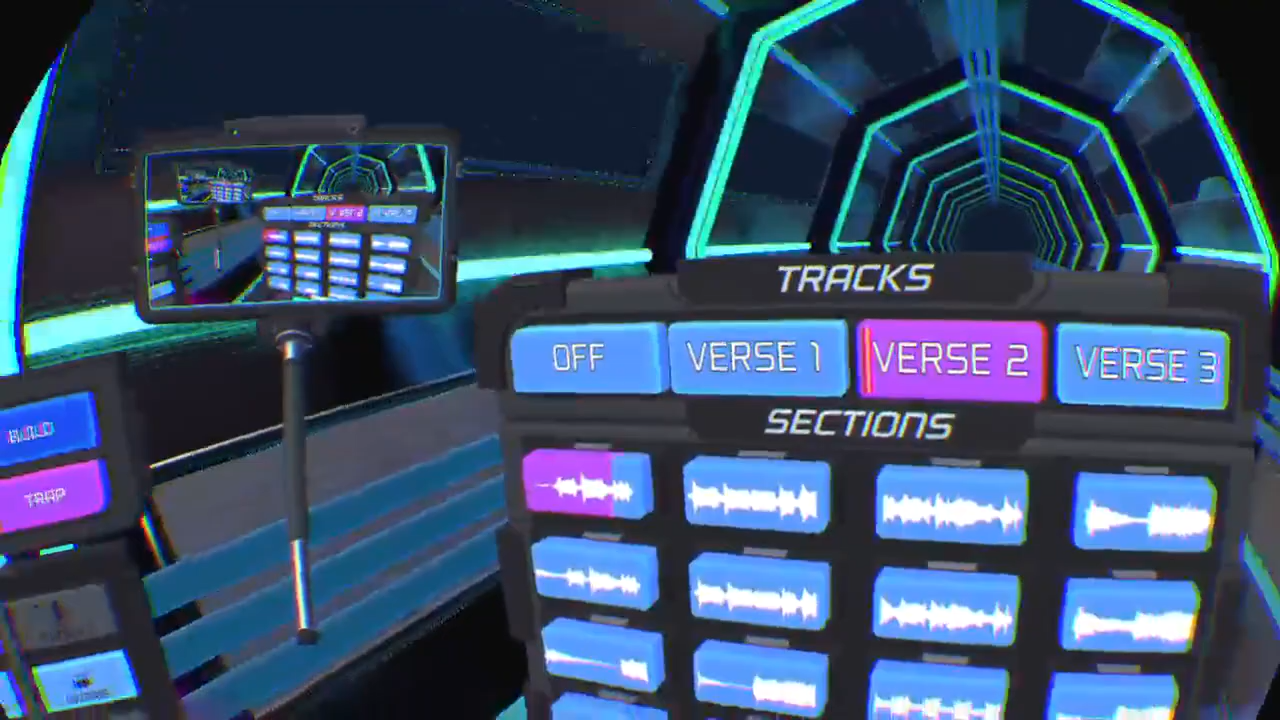 TRACKS
OFF VERSE 1 VERSE 2 VERSE 3
SECTIONS
TRAP